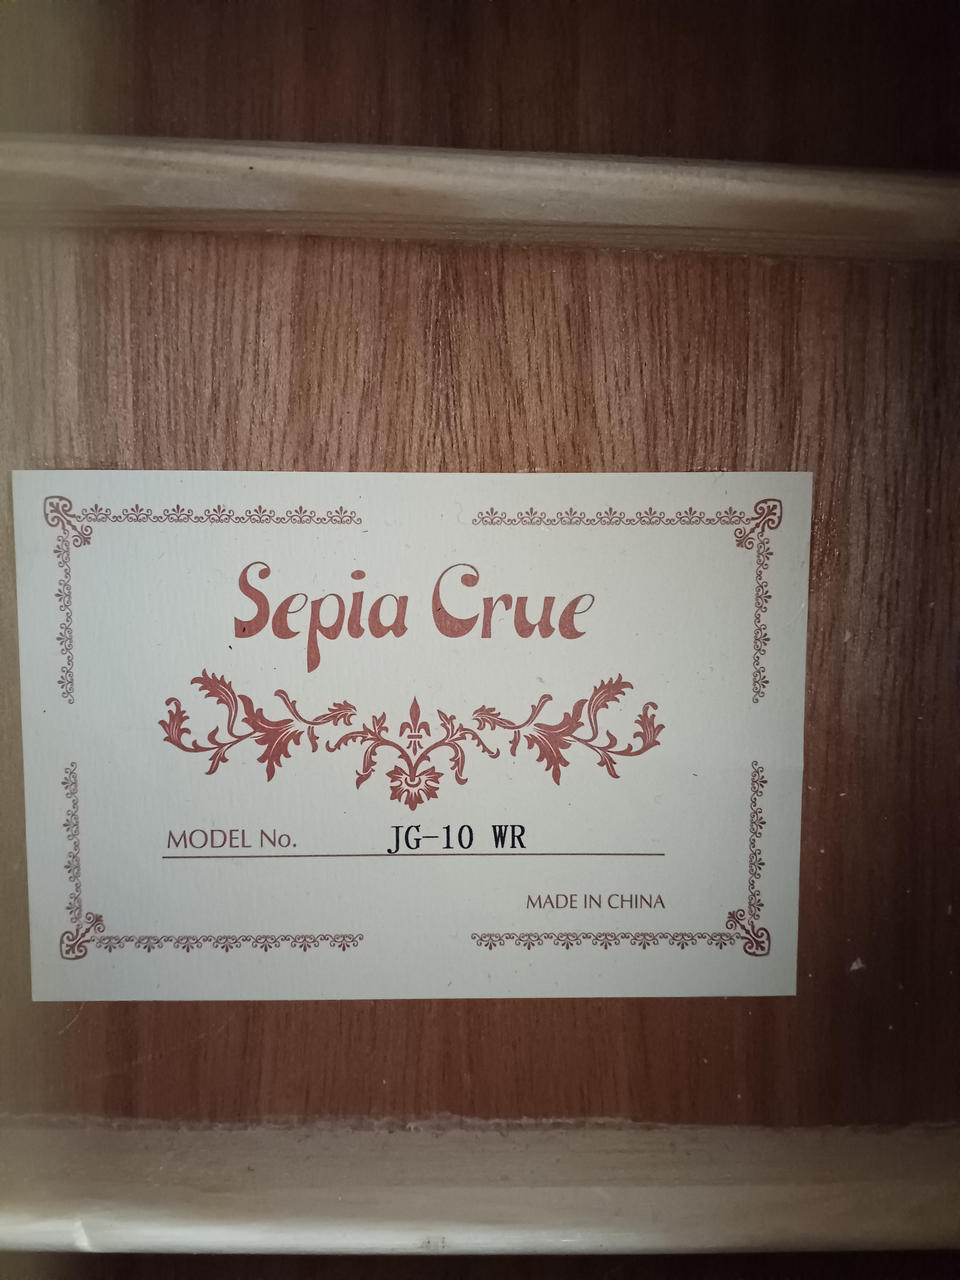 Sepia Crue
MODEL No. JG-10 WR
MADE IN CHINA